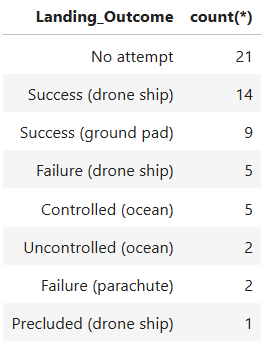 Landing_Outcome count(*)
No attempt 21
Success (drone ship) 14
Success (ground pad) 9
Failure (drone ship) 5
Controlled (ocean) 5
Uncontrolled (ocean) 2
Failure (parachute) 2
Precluded (drone ship) 1